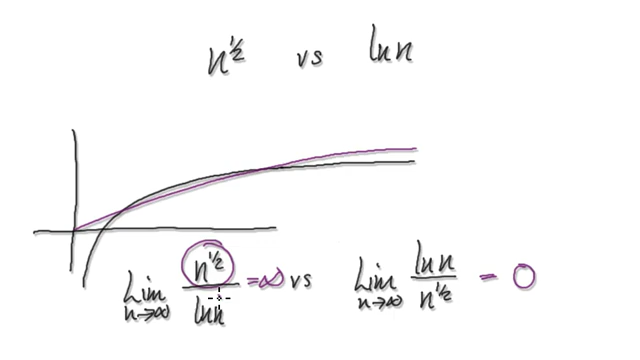 n^{1/2} vs ln n
lim_{n→∞} n^{1/2}/ln n = ∞ vs lim_{n→∞} ln n/n^{1/2} = 0